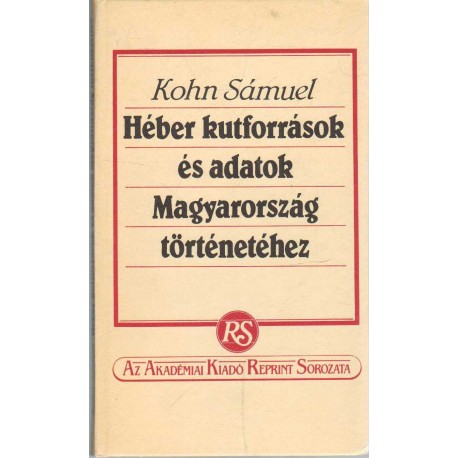 Kohn Sámuel
Héber kutforrások
és adatok
Magyarország
történetéhez
RS
Az Akadémiai Kiadó Reprint Sorozata